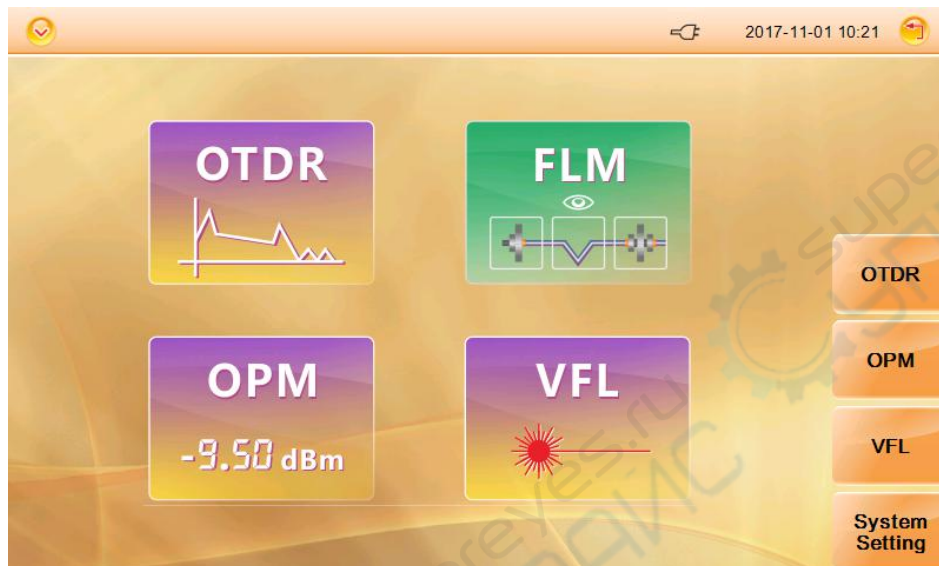 2017-11-01 10:21
OTDR
FLM
OTDR
OPM
OPM
VFL
-9.50 dBm
VFL
System
Setting